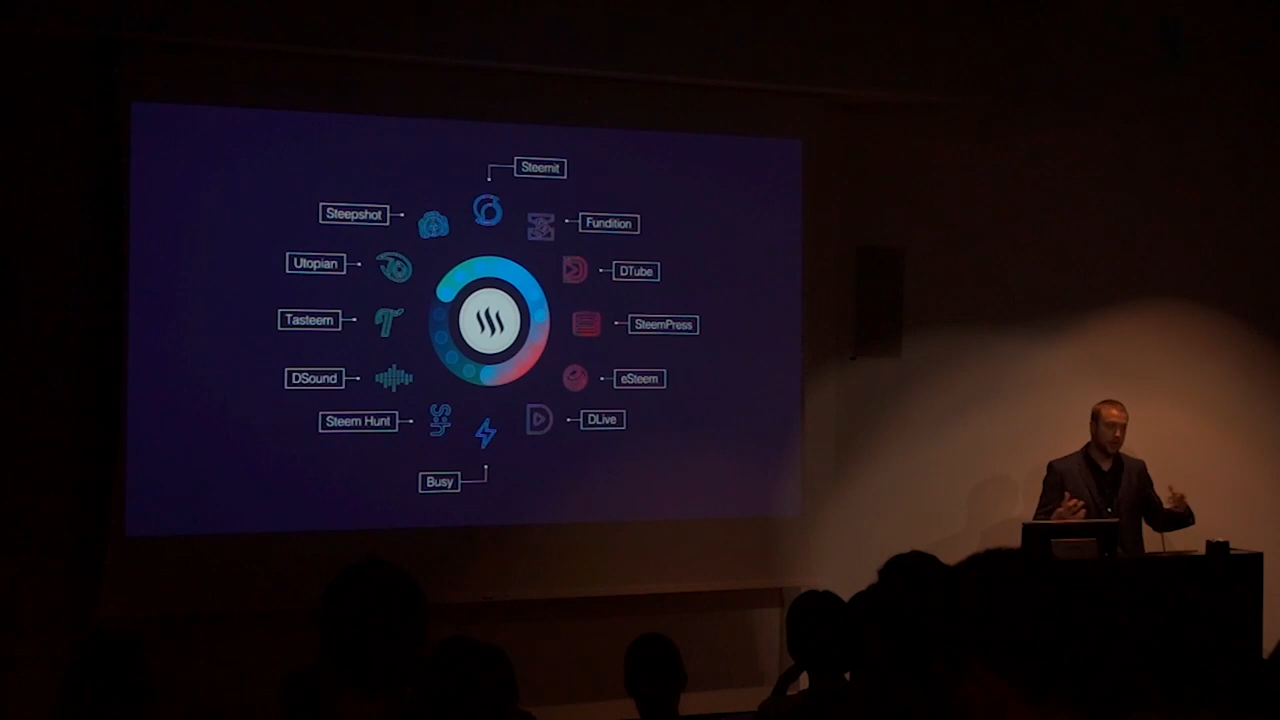 Steemit
Steepshot
Fundition
Utopian
DTube
Tasteem
SteemPress
DSound
eSteem
Steem Hunt
DLive
Busy